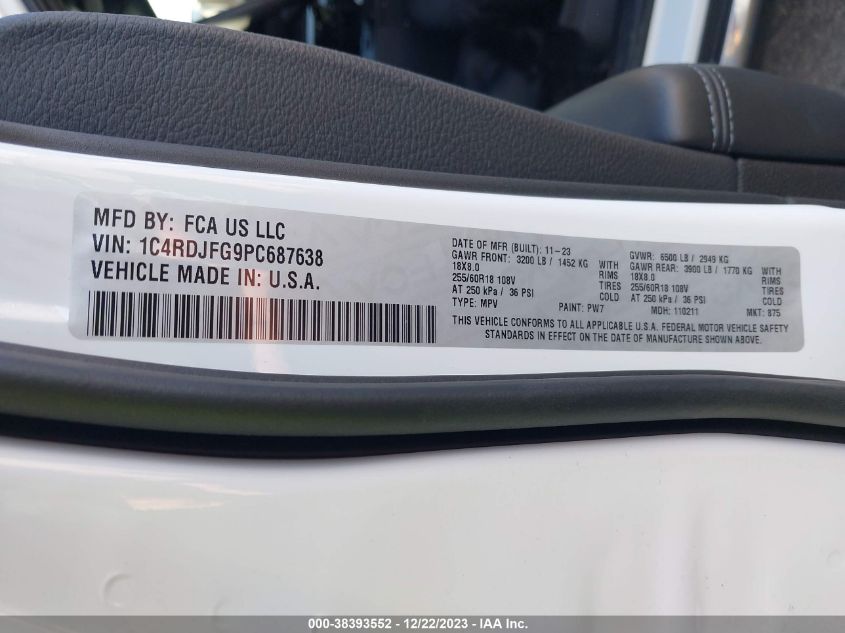 MFD BY: FCA US LLC
VIN: 1C4RDJFG9PC687638
VEHICLE MADE IN: U.S.A.
DATE OF MFR (BUILT): 11-23 GVWR: 6500 LB / 2949 KG
GAWR FRONT: 3200 LB / 1452 KG WITH GAWR REAR: 3900 LB / 1770 KG WITH
18X8.0 RIMS 18X8.0 RIMS
255/60R18 108V TIRES 255/60R18 108V TIRES
AT 250 kPa / 36 PSI COLD AT 250 kPa / 36 PSI COLD
TYPE: MPV PAINT: PW7 MDH: 110211 MKT: 875
THIS VEHICLE CONFORMS TO ALL APPLICABLE U.S.A. FEDERAL MOTOR VEHICLE SAFETY
STANDARDS IN EFFECT ON THE DATE OF MANUFACTURE SHOWN ABOVE.
000-38393552 - 12/22/2023 - IAA Inc.